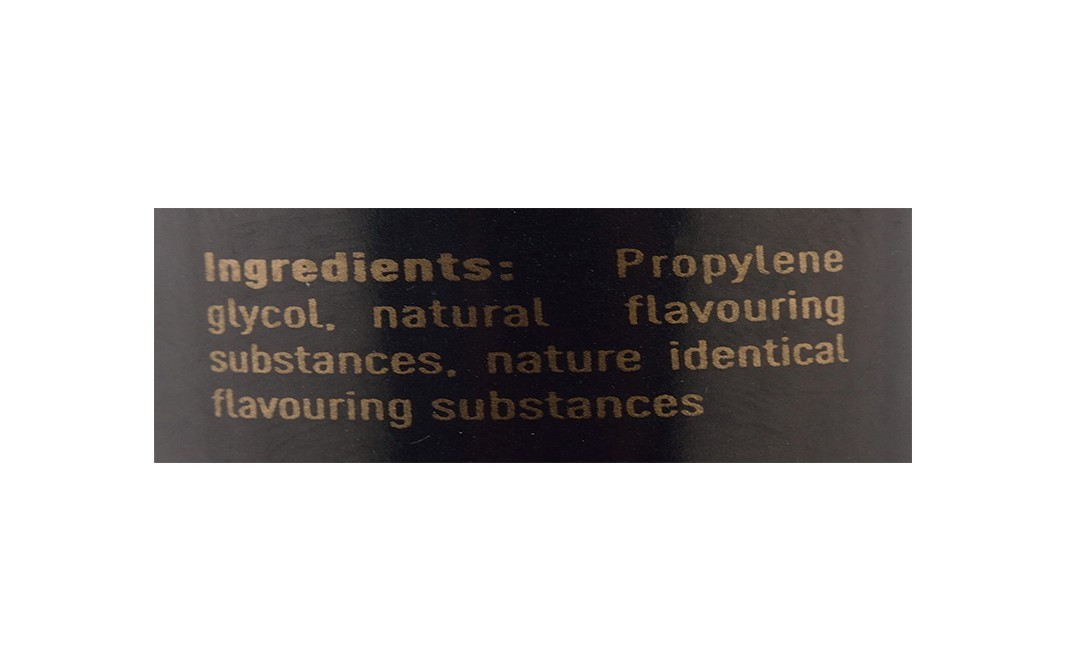 Ingredients: Propylene
glycol, natural flavouring
substances, nature identical
flavouring substances